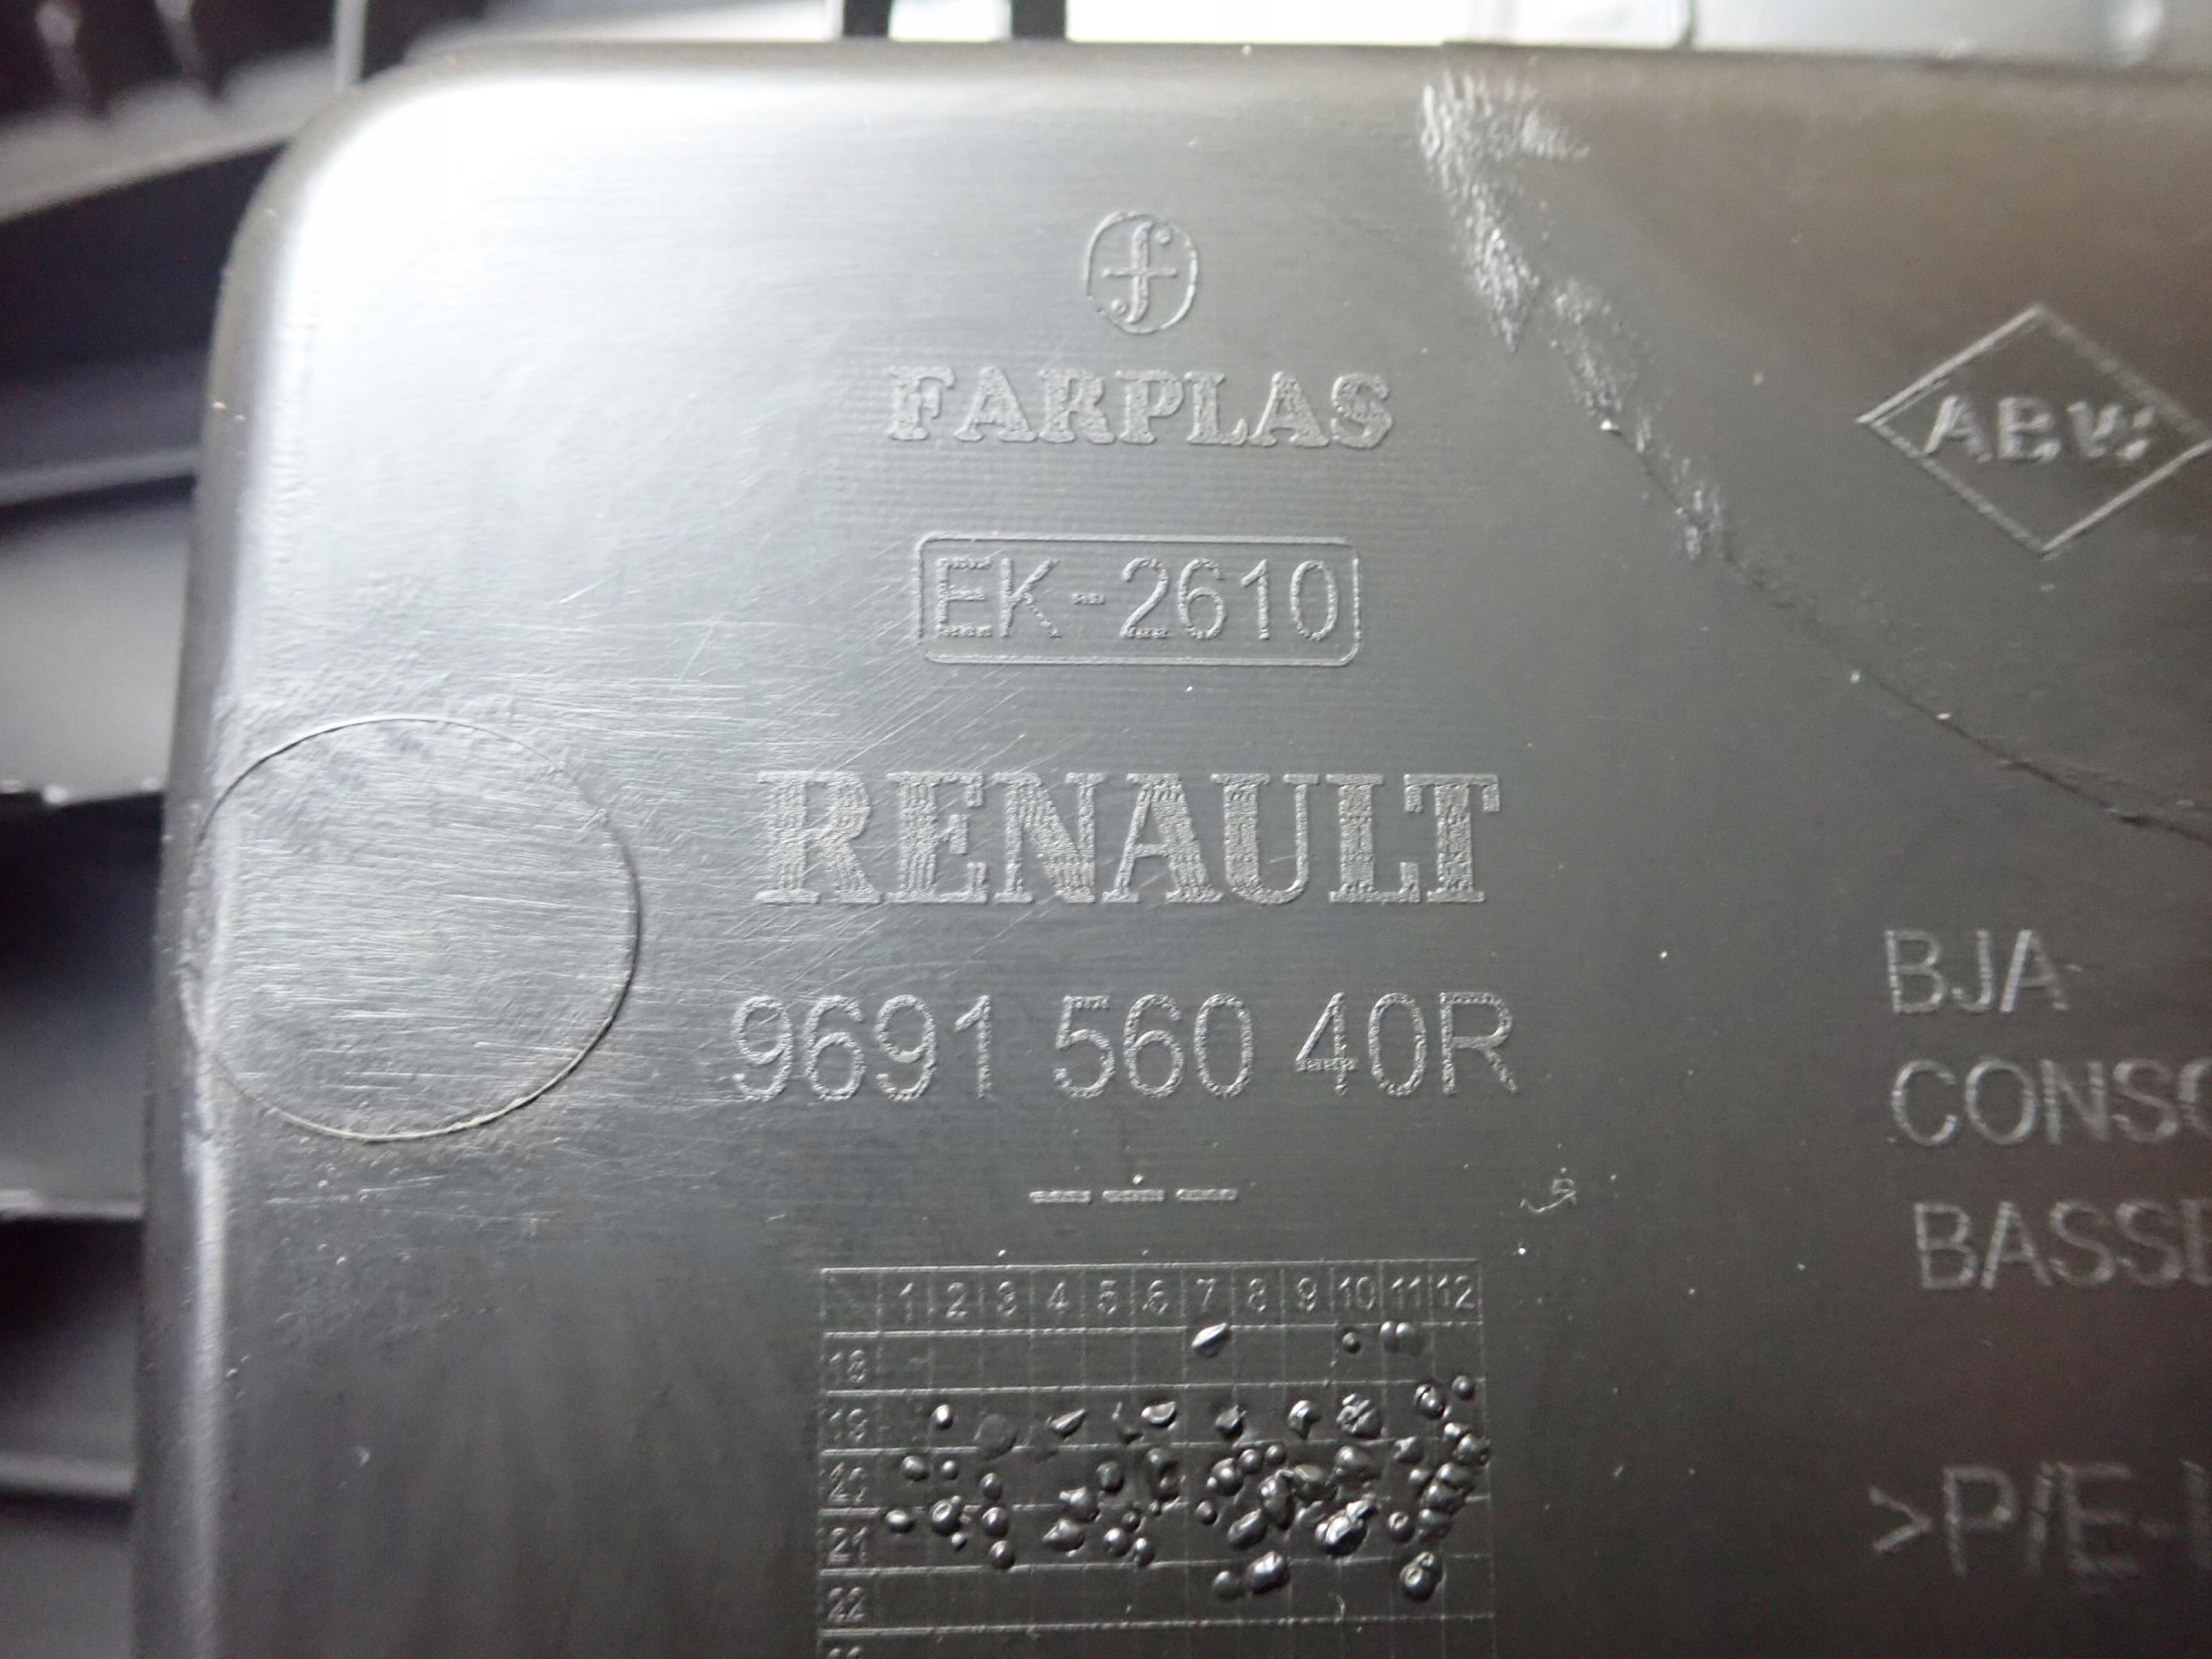 f
FARPLAS
ABW
EK-2610
RENAULT
9691 560 40R
BJA
CONSO
BASSE
---
1 2 3 4 5 6 7 8 9 10 11 12
18
19
20
21
22
>P/E-